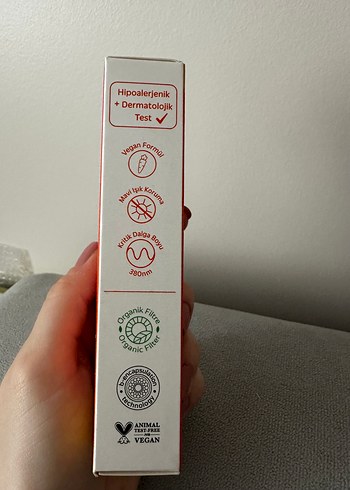 Hipoalerjenik
+ Dermatolojik
Test
Vegan Formül
Mavi Işık Koruma
Kritik Dalga Boyu
380nm
Organik Filtre
Organic Filter
b-encapsulation
technology
ANIMAL
TEST-FREE
AND
VEGAN